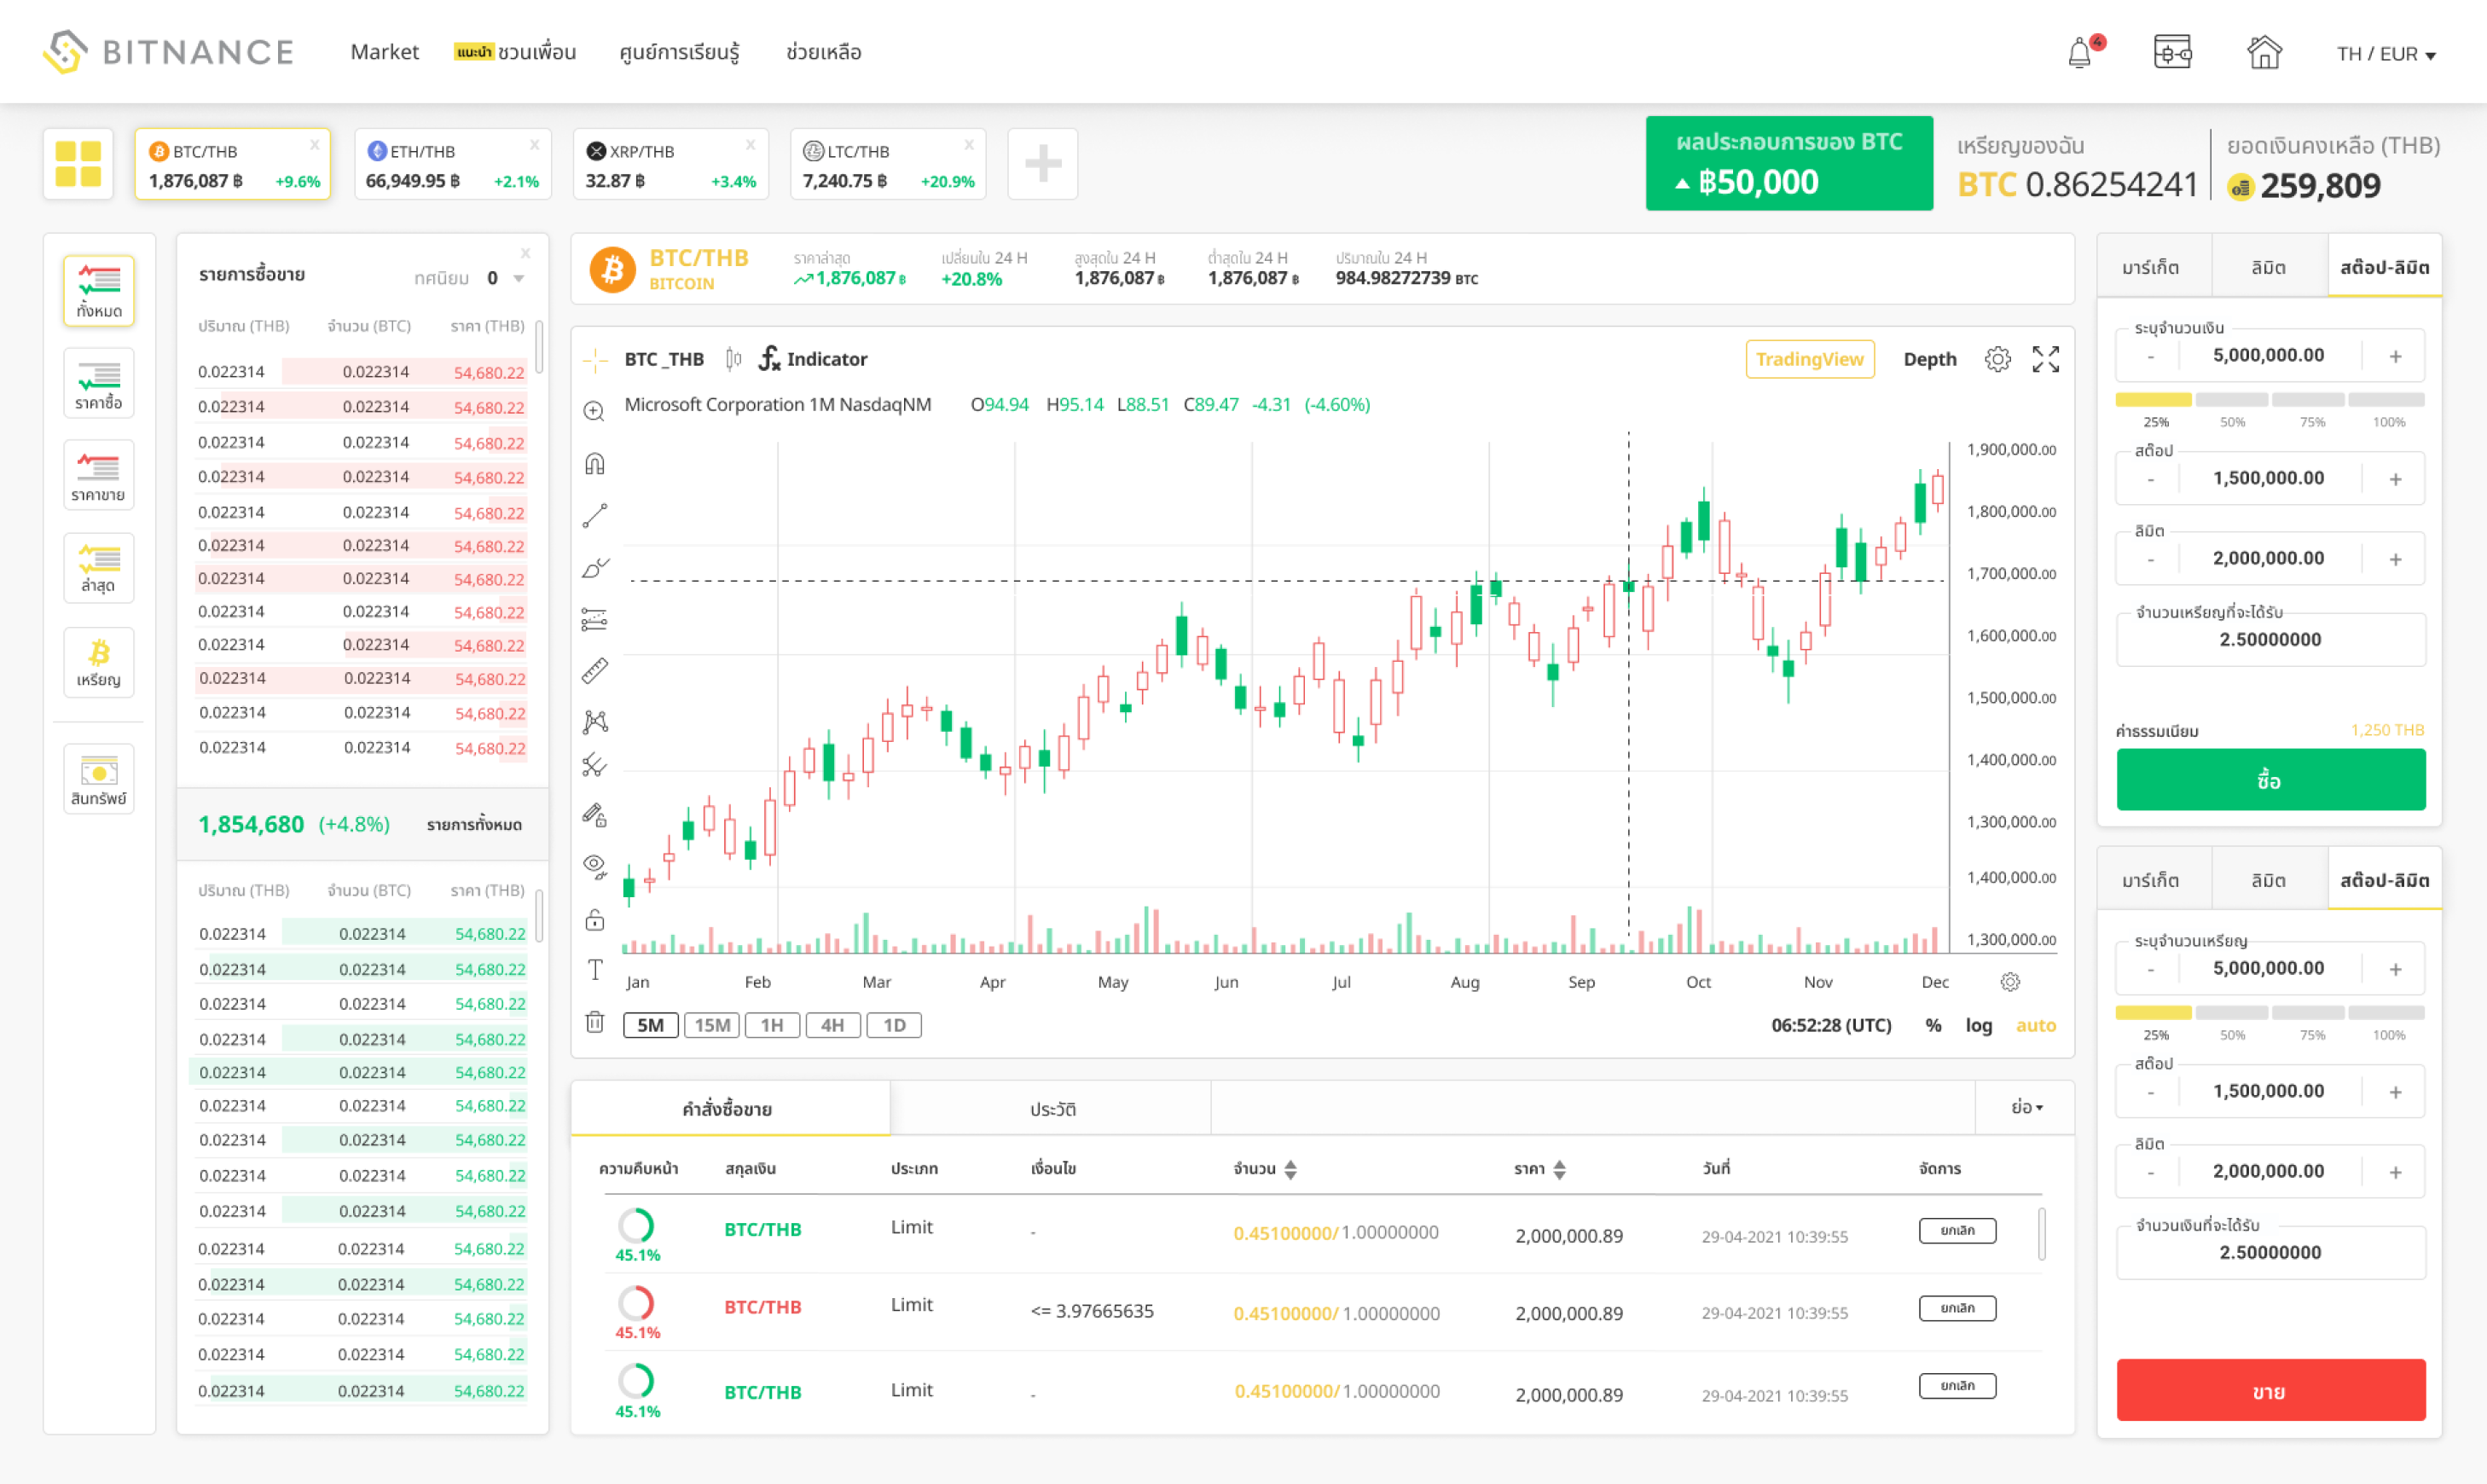 BITNANCE
Market
แนะนำ ชวนเพื่อน
ศูนย์การเรียนรู้
ช่วยเหลือ
4
TH / EUR
BTC/THB x
1,876,087 ฿ +9.6%
ETH/THB x
66,949.95 ฿ +2.1%
XRP/THB x
32.87 ฿ +3.4%
LTC/THB x
7,240.75 ฿ +20.9%
ผลประกอบการของ BTC
฿50,000
เหรียญของฉัน
BTC 0.86254241
ยอดเงินคงเหลือ (THB)
259,809
ทั้งหมด
ราคาซื้อ
ราคาขาย
ล่าสุด
เหรียญ
สินทรัพย์
x
รายการซื้อขาย ทศนิยม 0
ปริมาณ (THB) จำนวน (BTC) ราคา (THB)
0.022314 0.022314 54,680.22
0.022314 0.022314 54,680.22
0.022314 0.022314 54,680.22
0.022314 0.022314 54,680.22
0.022314 0.022314 54,680.22
0.022314 0.022314 54,680.22
0.022314 0.022314 54,680.22
0.022314 0.022314 54,680.22
0.022314 0.022314 54,680.22
0.022314 0.022314 54,680.22
0.022314 0.022314 54,680.22
0.022314 0.022314 54,680.22
1,854,680 (+4.8%) รายการทั้งหมด
ปริมาณ (THB) จำนวน (BTC) ราคา (THB)
0.022314 0.022314 54,680.22
0.022314 0.022314 54,680.22
0.022314 0.022314 54,680.22
0.022314 0.022314 54,680.22
0.022314 0.022314 54,680.22
0.022314 0.022314 54,680.22
0.022314 0.022314 54,680.22
0.022314 0.022314 54,680.22
0.022314 0.022314 54,680.22
0.022314 0.022314 54,680.22
0.022314 0.022314 54,680.22
0.022314 0.022314 54,680.22
0.022314 0.022314 54,680.22
0.022314 0.022314 54,680.22
BTC/THB
BITCOIN
ราคาล่าสุด
1,876,087 ฿
เปลี่ยนใน 24 H
+20.8%
สูงสุดใน 24 H
1,876,087 ฿
ต่ำสุดใน 24 H
1,876,087 ฿
ปริมาณใน 24 H
984.98272739 BTC
BTC_THB Indicator TradingView Depth
Microsoft Corporation 1M NasdaqNM O94.94 H95.14 L88.51 C89.47 -4.31 (-4.60%)
1,900,000.00
1,800,000.00
1,700,000.00
1,600,000.00
1,500,000.00
1,400,000.00
1,300,000.00
1,400,000.00
1,300,000.00
Jan Feb Mar Apr May Jun Jul Aug Sep Oct Nov Dec
5M 15M 1H 4H 1D 06:52:28 (UTC) % log auto
คำสั่งซื้อขาย ประวัติ ย่อ
ความคืบหน้า สกุลเงิน ประเภท เงื่อนไข จำนวน ราคา วันที่ จัดการ
45.1% BTC/THB Limit - 0.45100000/1.00000000 2,000,000.89 29-04-2021 10:39:55 ยกเลิก
45.1% BTC/THB Limit <= 3.97665635 0.45100000/1.00000000 2,000,000.89 29-04-2021 10:39:55 ยกเลิก
45.1% BTC/THB Limit - 0.45100000/1.00000000 2,000,000.89 29-04-2021 10:39:55 ยกเลิก
มาร์เก็ต ลิมิต สต๊อป-ลิมิต
ระบุจำนวนเงิน
- 5,000,000.00 +
25% 50% 75% 100%
สต๊อป
- 1,500,000.00 +
ลิมิต
- 2,000,000.00 +
จำนวนเหรียญที่จะได้รับ
2.50000000
ค่าธรรมเนียม 1,250 THB
ซื้อ
มาร์เก็ต ลิมิต สต๊อป-ลิมิต
ระบุจำนวนเหรียญ
- 5,000,000.00 +
25% 50% 75% 100%
สต๊อป
- 1,500,000.00 +
ลิมิต
- 2,000,000.00 +
จำนวนเงินที่จะได้รับ
2.50000000
ขาย